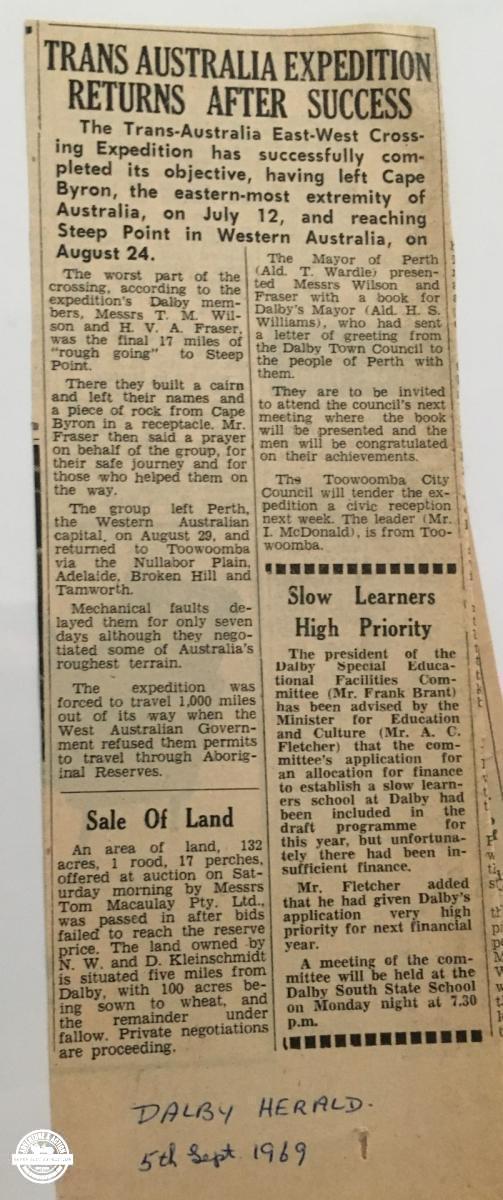 TRANS AUSTRALIA EXPEDITION
RETURNS AFTER SUCCESS
The Trans-Australia East-West Cross-
ing Expedition has successfully com-
pleted its objective, having left Cape
Byron, the eastern-most extremity of
Australia, on July 12, and reaching
Steep Point in Western Australia, on
August 24.
The worst part of the
crossing, according to the
expedition's Dalby mem-
bers, Messrs T. M. Wil-
son and H. V. A. Fraser,
was the final 17 miles of
"rough going" to Steep
Point.
There they built a cairn
and left their names and
a piece of rock from Cape
Byron in a receptacle. Mr.
Fraser then said a prayer
on behalf of the group, for
their safe journey and for
those who helped them on
the way.
The group left Perth,
the Western Australian
capital, on August 29, and
returned to Toowoomba
via the Nullabor Plain,
Adelaide, Broken Hill and
Tamworth.
Mechanical faults de-
layed them for only seven
days although they nego-
tiated some of Australia's
roughest terrain.
The expedition was
forced to travel 1,000 miles
out of its way when the
West Australian Govern-
ment refused them permits
to travel through Aborig-
inal Reserves.
Sale Of Land
An area of land, 132
acres, 1 rood, 17 perches,
offered at auction on Sat-
urday morning by Messrs
Tom Macaulay Pty. Ltd.,
was passed in after bids
failed to reach the reserve
price. The land owned by
N. W. and D. Kleinschmidt
is situated five miles from
Dalby, with 100 acres be-
ing sown to wheat, and
the remainder under
fallow. Private negotiations
are proceeding.
The Mayor of Perth
(Ald. T. Wardle) presen-
ted Messrs Wilson and
Fraser with a book for
Dalby's Mayor (Ald. H. S.
Williams), who had sent
a letter of greeting from
the Dalby Town Council to
the people of Perth with
them.
They are to be invited
to attend the council's next
meeting where the book
will be presented and the
men will be congratulated
on their achievements.
The Toowoomba City
Council will tender the ex-
pedition a civic reception
next week. The leader (Mr.
I. McDonald), is from Too-
woomba.
Slow Learners
High Priority
The president of the
Dalby Special Educa-
tional Facilities Com-
mittee (Mr. Frank Brant)
has been advised by the
Minister for Education
and Culture (Mr. A. C.
Fletcher) that the com-
mittee's application for
an allocation for finance
to establish a slow learn-
ers school at Dalby had
been included in the
draft programme for
this year, but unfortuna-
tely there had been in-
sufficient finance.
Mr. Fletcher added
that he had given Dalby's
application very high
priority for next financial
year.
A meeting of the com-
mittee will be held at the
Dalby South State School
on Monday night at 7.30
p.m.
DALBY HERALD.
5th Sept. 1969